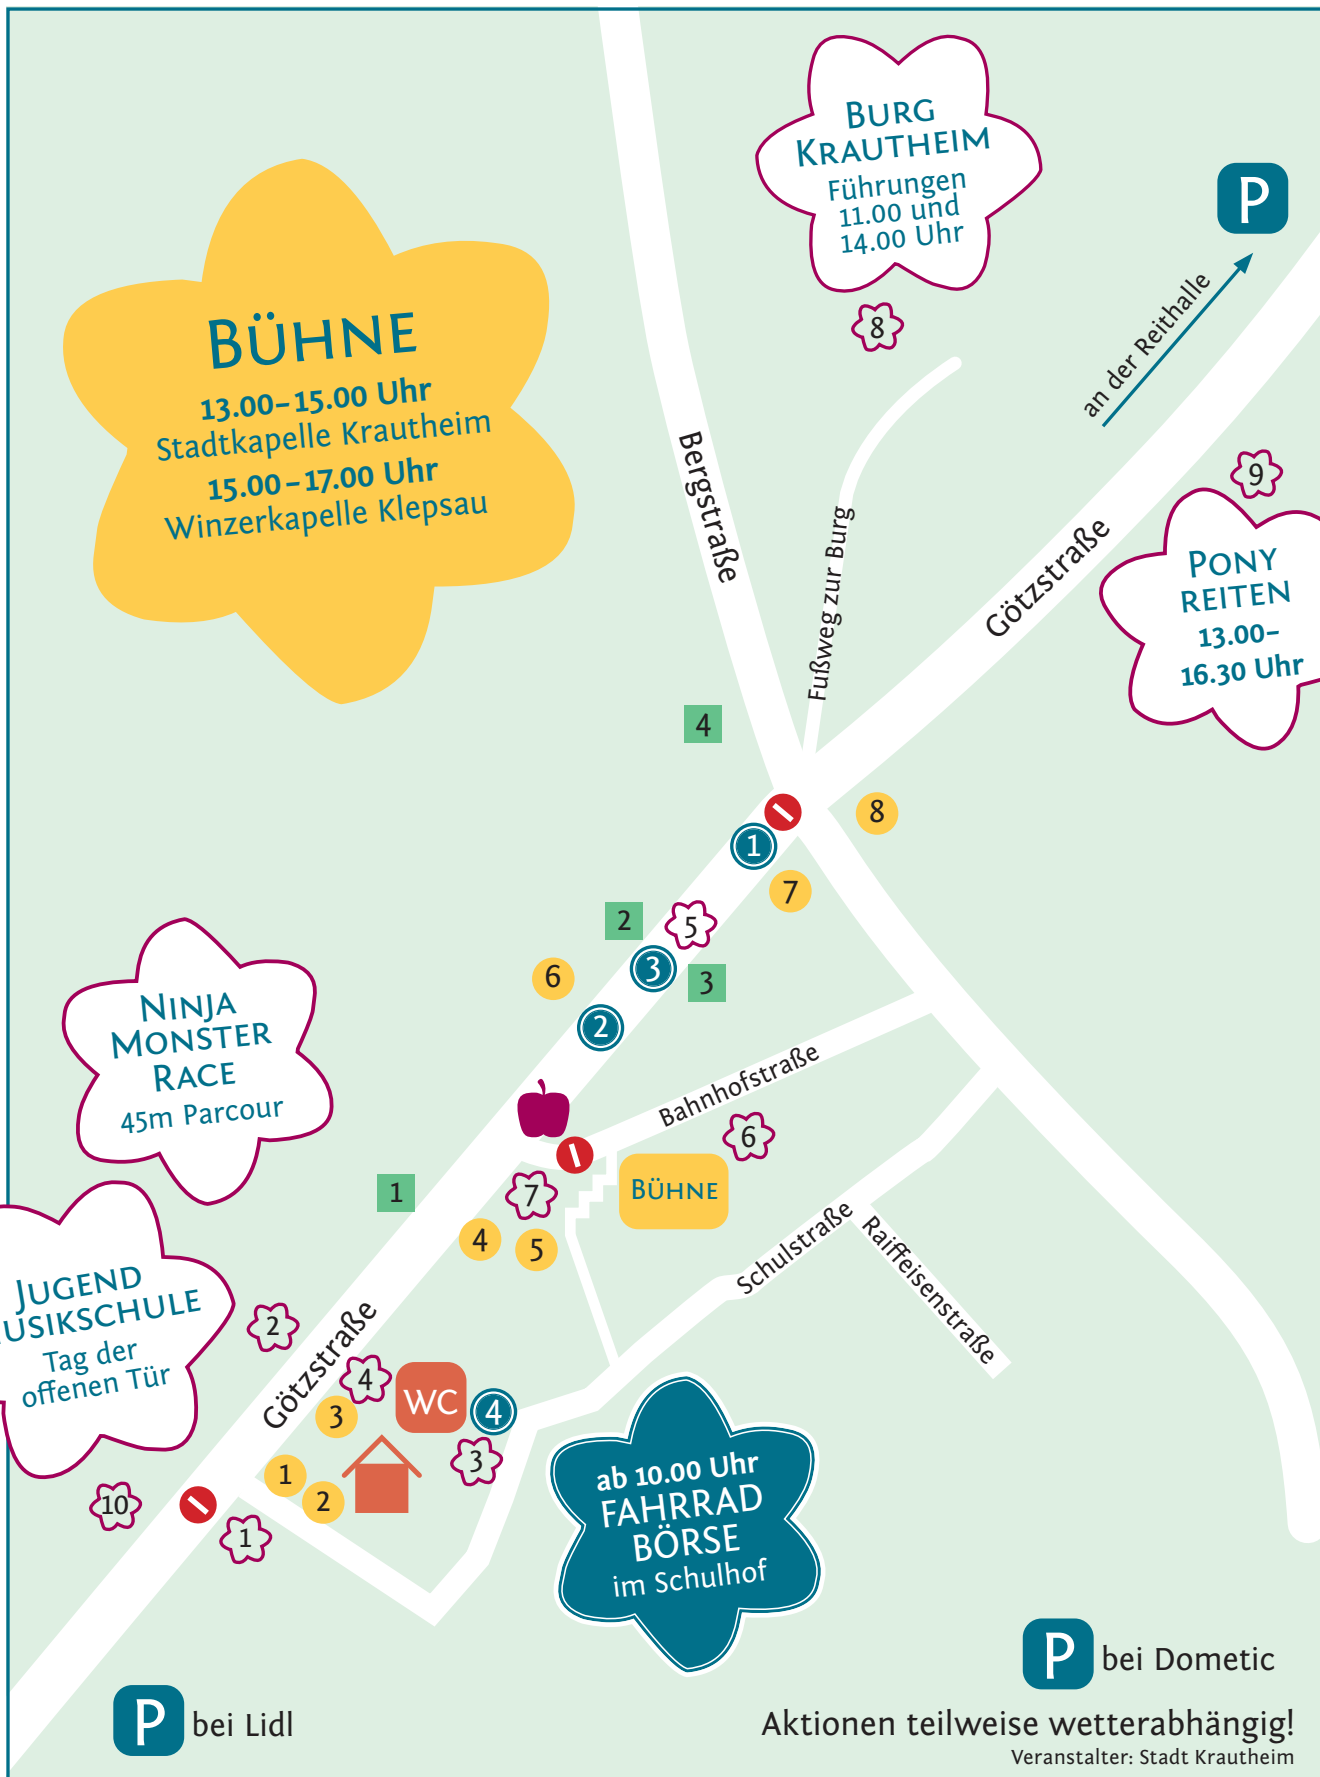 BURG
KRAUTHEIM
Führungen
11.00 und
14.00 Uhr
8
P
an der Reithalle
BÜHNE
13.00–15.00 Uhr
Stadtkapelle Krautheim
15.00–17.00 Uhr
Winzerkapelle Klepsau
Bergstraße
Fußweg zur Burg
Götzstraße
9
PONY
REITEN
13.00–
16.30 Uhr
4
8
1
7
2
5
3
3
6
2
NINJA
MONSTER
RACE
45m Parcour
Bahnhofstraße
6
1
7
BÜHNE
4
5
Schulstraße
Raiffeisenstraße
JUGEND
USIKSCHULE
Tag der
offenen Tür
2
Götzstraße
4
WC
4
3
3
1
2
10
1
ab 10.00 Uhr
FAHRRAD
BÖRSE
im Schulhof
P bei Dometic
P bei Lidl
Aktionen teilweise wetterabhängig!
Veranstalter: Stadt Krautheim